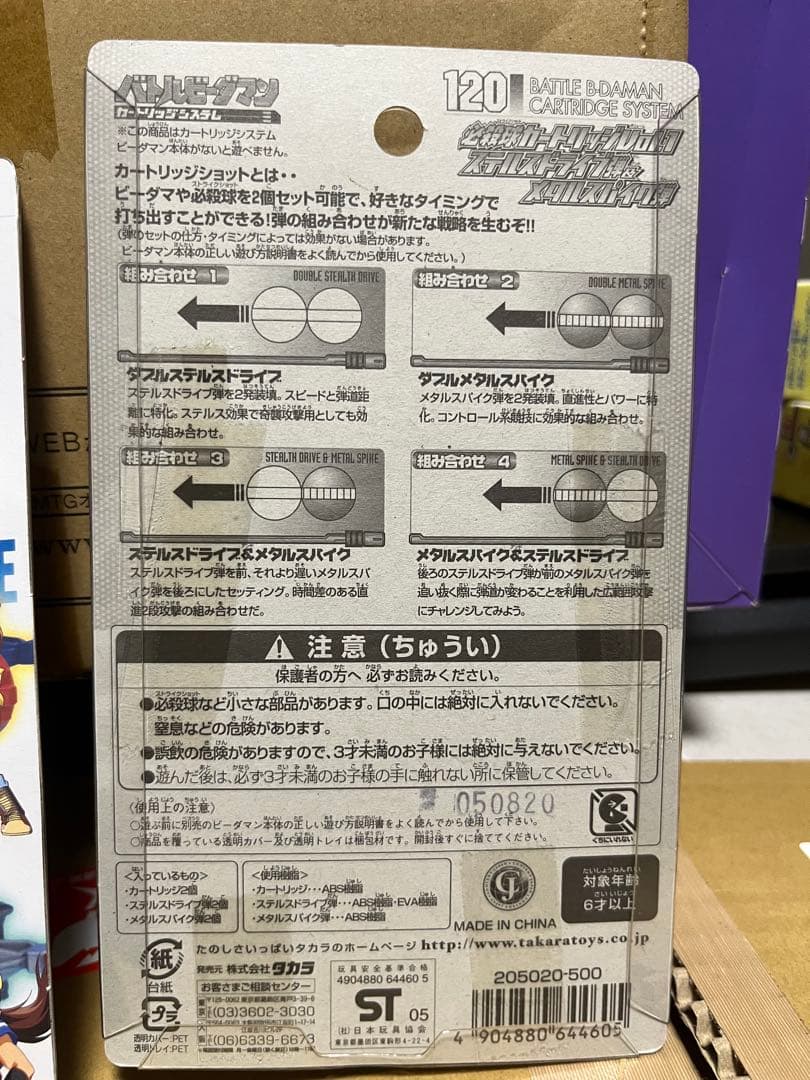 バトルビーダマン
カートリッジシステム
120
BATTLE B-DAMAN
CARTRIDGE SYSTEM
必殺球カートリッジVol.1
ステルスドライブ弾&
メタルスパイク弾
※この商品はカートリッジシステム
ビーダマン本体がないと遊べません。
カートリッジショットとは‥
ビーダマや必殺球を2個セット可能で、好きなタイミングで
打ち出すことができる!弾の組み合わせが新たな戦略を生むぞ!!
(弾のセットの仕方・タイミングによっては効果がない場合があります。
ビーダマン本体の正しい遊び方説明書をよく読んでから使用してください。)
組み合わせ 1
DOUBLE STEALTH DRIVE
ダブルステルスドライブ
ステルスドライブ弾を2発装填。スピードと弾道距
離に特化。ステルス効果で奇襲攻撃用としても効
果的な組み合わせ。
組み合わせ 2
DOUBLE METAL SPIKE
ダブルメタルスパイク
メタルスパイク弾を2発装填。直進性とパワーに特
化。コントロール系競技に効果的な組み合わせ。
組み合わせ 3
STEALTH DRIVE & METAL SPIKE
ステルスドライブ&メタルスパイク
ステルスドライブ弾を前、それより遅いメタルスパ
イク弾を後ろにしたセッティング。時間差のある直
進2段攻撃の組み合わせだ。
組み合わせ 4
METAL SPIKE & STEALTH DRIVE
メタルスパイク&ステルスドライブ
後ろのステルスドライブ弾が前のメタルスパイク弾を
追い抜く際に弾道が変わることを利用した広範囲攻撃
にチャレンジしてみよう。
注意(ちゅうい)
保護者の方へ 必ずお読みください。
●必殺球など小さな部品があります。口の中には絶対に入れないでください。
窒息などの危険があります。
●誤飲の危険がありますので、3才未満のお子様には絶対に与えないでください。
●遊んだ後は、必ず3才未満のお子様の手に触れない所に保管してください。
050820
〈使用上の注意〉
○遊ぶ前に別売のビーダマン本体の正しい遊び方説明書をよく読んでから使用して下さい。
○商品を覆っている透明カバー及び透明トレイは梱包材です。開封後すぐに捨ててください。
くちにいれない
〈入っているもの〉
・カートリッジ2個
・ステルスドライブ弾2個
・メタルスパイク弾2個
〈使用樹脂〉
・カートリッジ・・・ABS樹脂
・ステルスドライブ弾・・・ABS樹脂・EVA樹脂
・メタルスパイク弾・・・ABS樹脂
MADE IN CHINA
対象年齢
6才以上
たのしさいっぱいタカラのホームページ http://www.takaratoys.co.jp
紙
台紙
プラ
透明カバー:PET
透明トレイ:PET
発売元 株式会社タカラ
お客さまご相談センター
(03)3602-3030
(06)6339-6673
玩具安全基準合格
4904880 64460 5
ST 05
(社)日本玩具協会
東京都墨田区東駒形4-22-4
205020-500
4 904880 644605
WEB
MTG
www
E